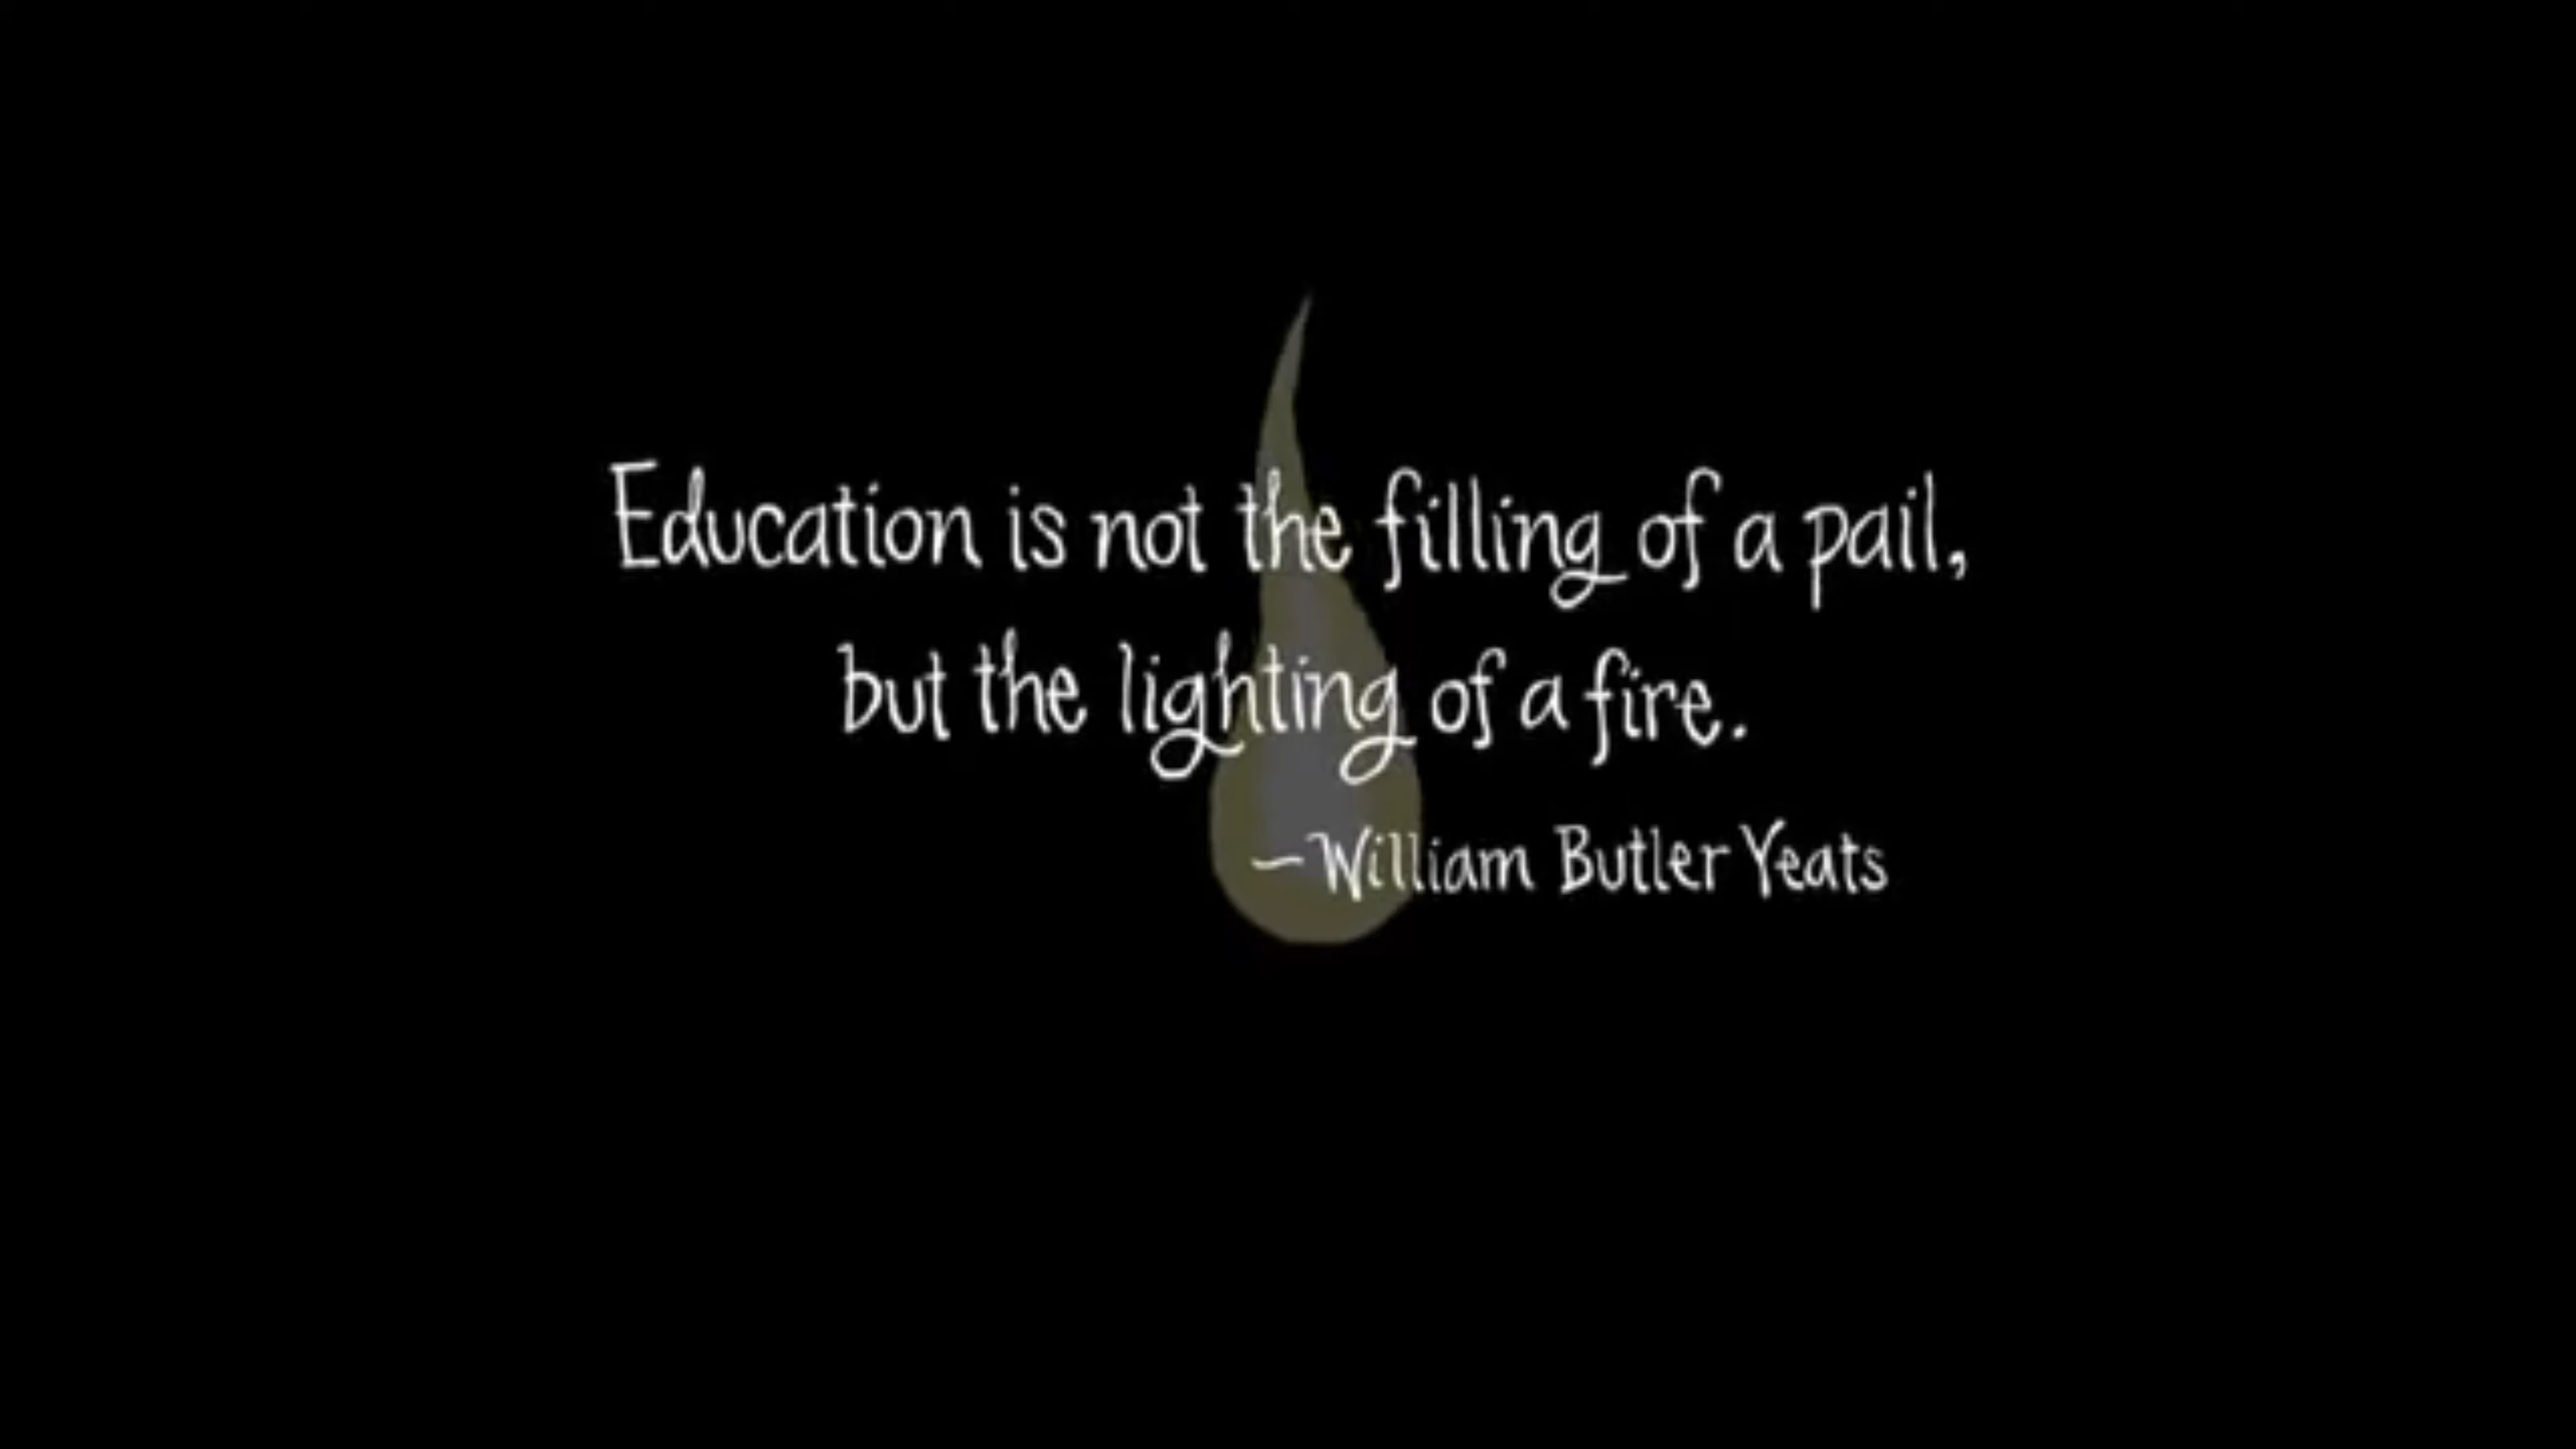 Education is not the filling of a pail,
but the lighting of a fire.
—William Butler Yeats